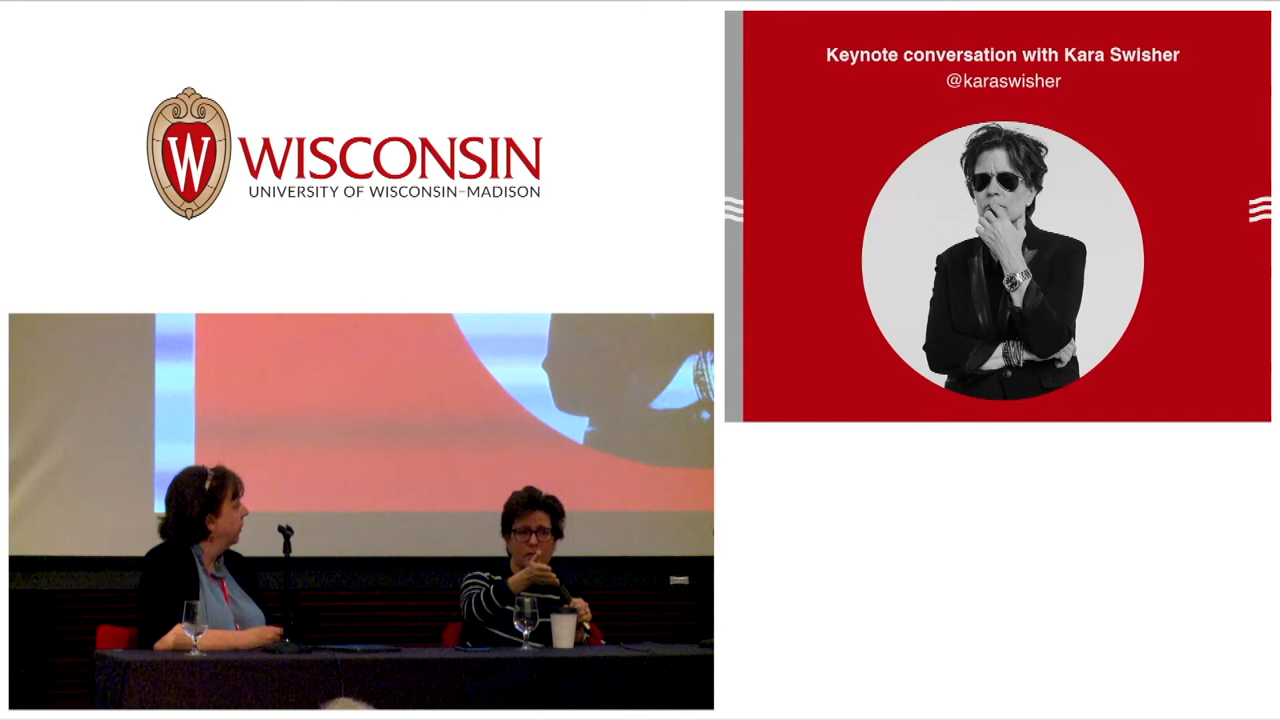 W
WISCONSIN
UNIVERSITY OF WISCONSIN–MADISON
Keynote conversation with Kara Swisher
@karaswisher